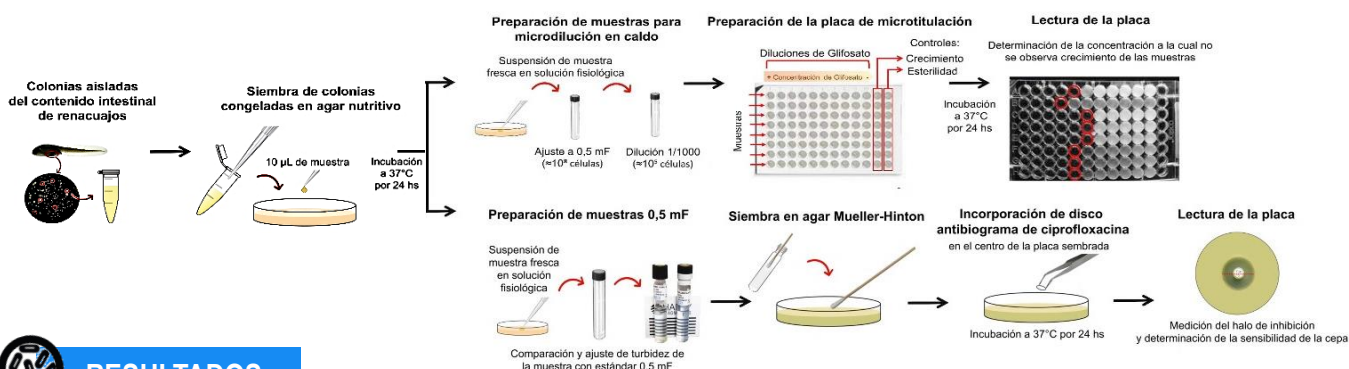 Colonias aisladas
del contenido intestinal
de renacuajos
Siembra de colonias
congeladas en agar nutritivo
10 µL de muestra
Incubación
a 37°C
por 24 hs
Preparación de muestras para
microdilución en caldo
Suspensión de muestra
fresca en solución fisiológica
Ajuste a 0,5 mF
(≈10⁸ células)
Dilución 1/1000
(≈10⁵ células)
Preparación de la placa de microtitulación
Diluciones de Glifosato
+ Concentración de Glifosato -
Controles:
Crecimiento
Esterilidad
Muestras
Incubación
a 37°C
por 24 hs
Lectura de la placa
Determinación de la concentración a la cual no
se observa crecimiento de las muestras
Preparación de muestras 0,5 mF
Suspensión de
muestra fresca
en solución
fisiológica
Comparación y ajuste de turbidez de
la muestra con estándar 0,5 mF
Siembra en agar Mueller-Hinton
Incorporación de disco
antibiograma de ciprofloxacina
en el centro de la placa sembrada
Incubación a 37°C por 24 hs
Lectura de la placa
Medición del halo de inhibición
y determinación de la sensibilidad de la cepa
RESULTADOS